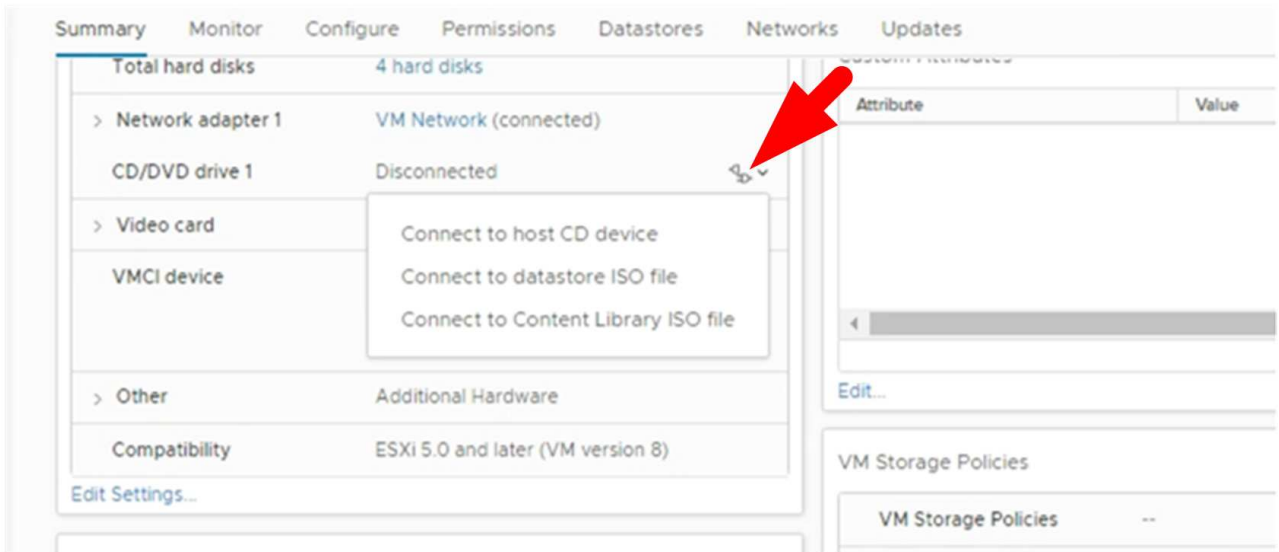 Summary Monitor Configure Permissions Datastores Networks Updates
Total hard disks 4 hard disks
Network adapter 1 VM Network (connected)
CD/DVD drive 1 Disconnected
Video card
Connect to host CD device
VMCI device
Connect to datastore ISO file
Connect to Content Library ISO file
Other Additional Hardware
Compatibility ESXi 5.0 and later (VM version 8)
Edit Settings...
Custom Attributes
Attribute Value
Edit...
VM Storage Policies
VM Storage Policies --